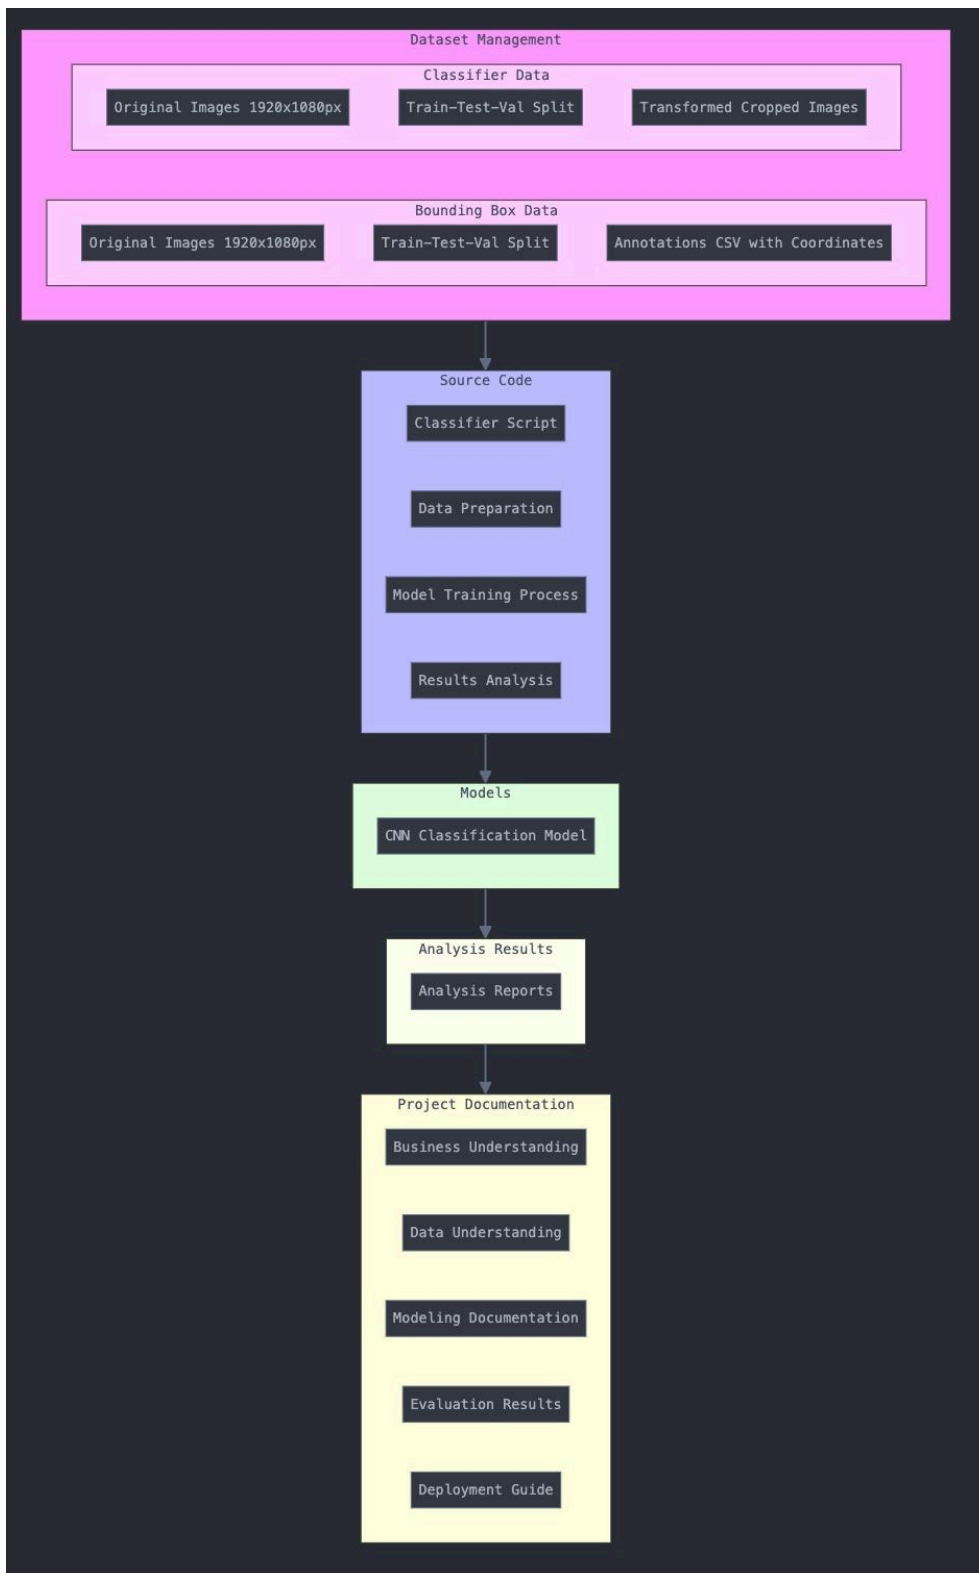 Dataset Management
Classifier Data
Original Images 1920x1080px
Train-Test-Val Split
Transformed Cropped Images
Bounding Box Data
Original Images 1920x1080px
Train-Test-Val Split
Annotations CSV with Coordinates
Source Code
Classifier Script
Data Preparation
Model Training Process
Results Analysis
Models
CNN Classification Model
Analysis Results
Analysis Reports
Project Documentation
Business Understanding
Data Understanding
Modeling Documentation
Evaluation Results
Deployment Guide